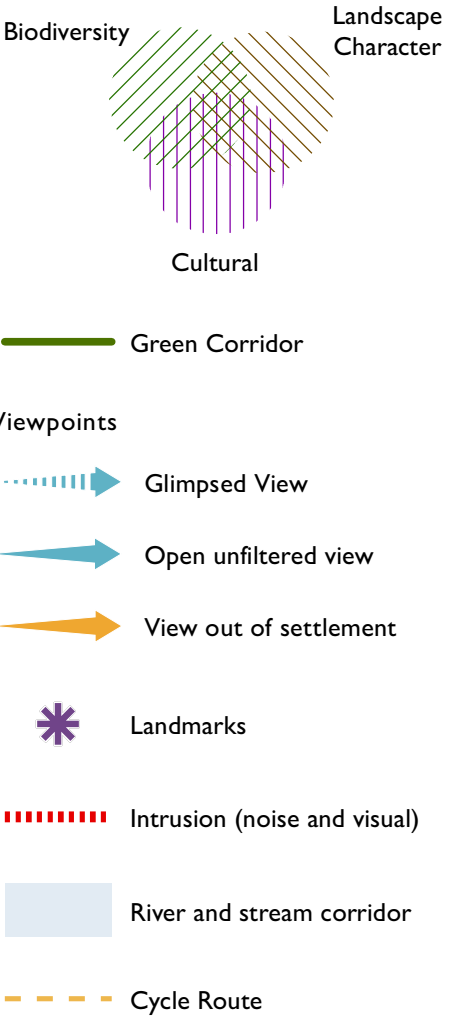 Biodiversity
Landscape
Character
Cultural
Green Corridor
Viewpoints
Glimpsed View
Open unfiltered view
View out of settlement
Landmarks
Intrusion (noise and visual)
River and stream corridor
Cycle Route